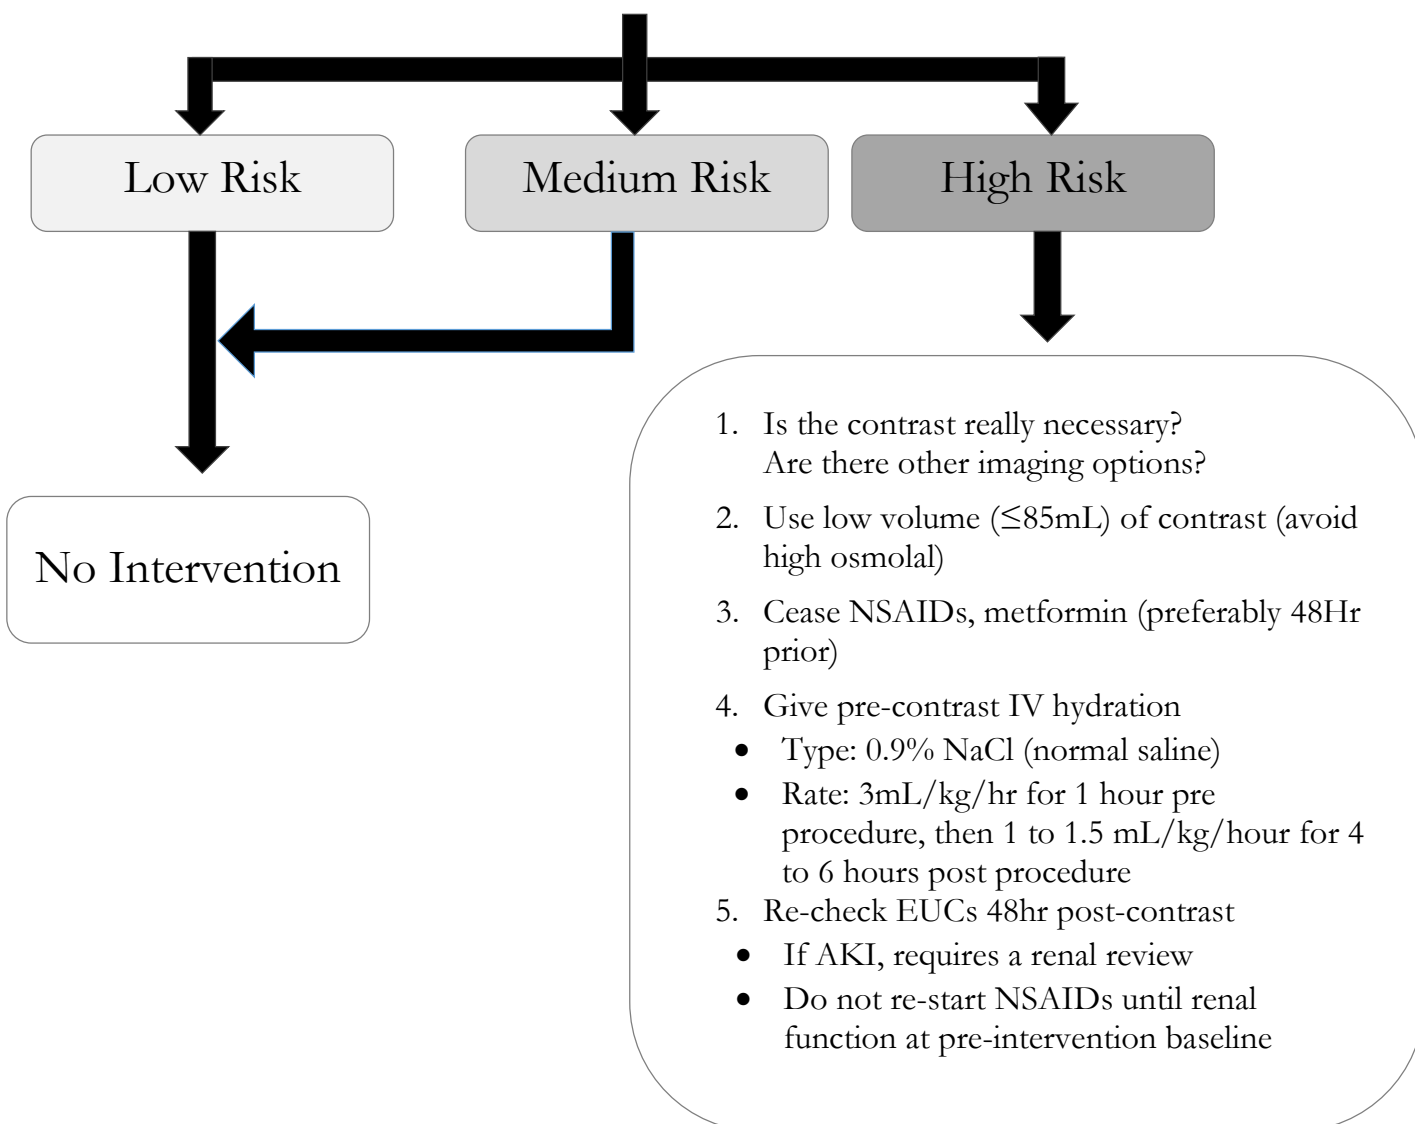 Low Risk
Medium Risk
High Risk
No Intervention
1. Is the contrast really necessary?
Are there other imaging options?
2. Use low volume (≤85mL) of contrast (avoid
high osmolal)
3. Cease NSAIDs, metformin (preferably 48Hr
prior)
4. Give pre-contrast IV hydration
• Type: 0.9% NaCl (normal saline)
• Rate: 3mL/kg/hr for 1 hour pre
procedure, then 1 to 1.5 mL/kg/hour for 4
to 6 hours post procedure
5. Re-check EUCs 48hr post-contrast
• If AKI, requires a renal review
• Do not re-start NSAIDs until renal
function at pre-intervention baseline